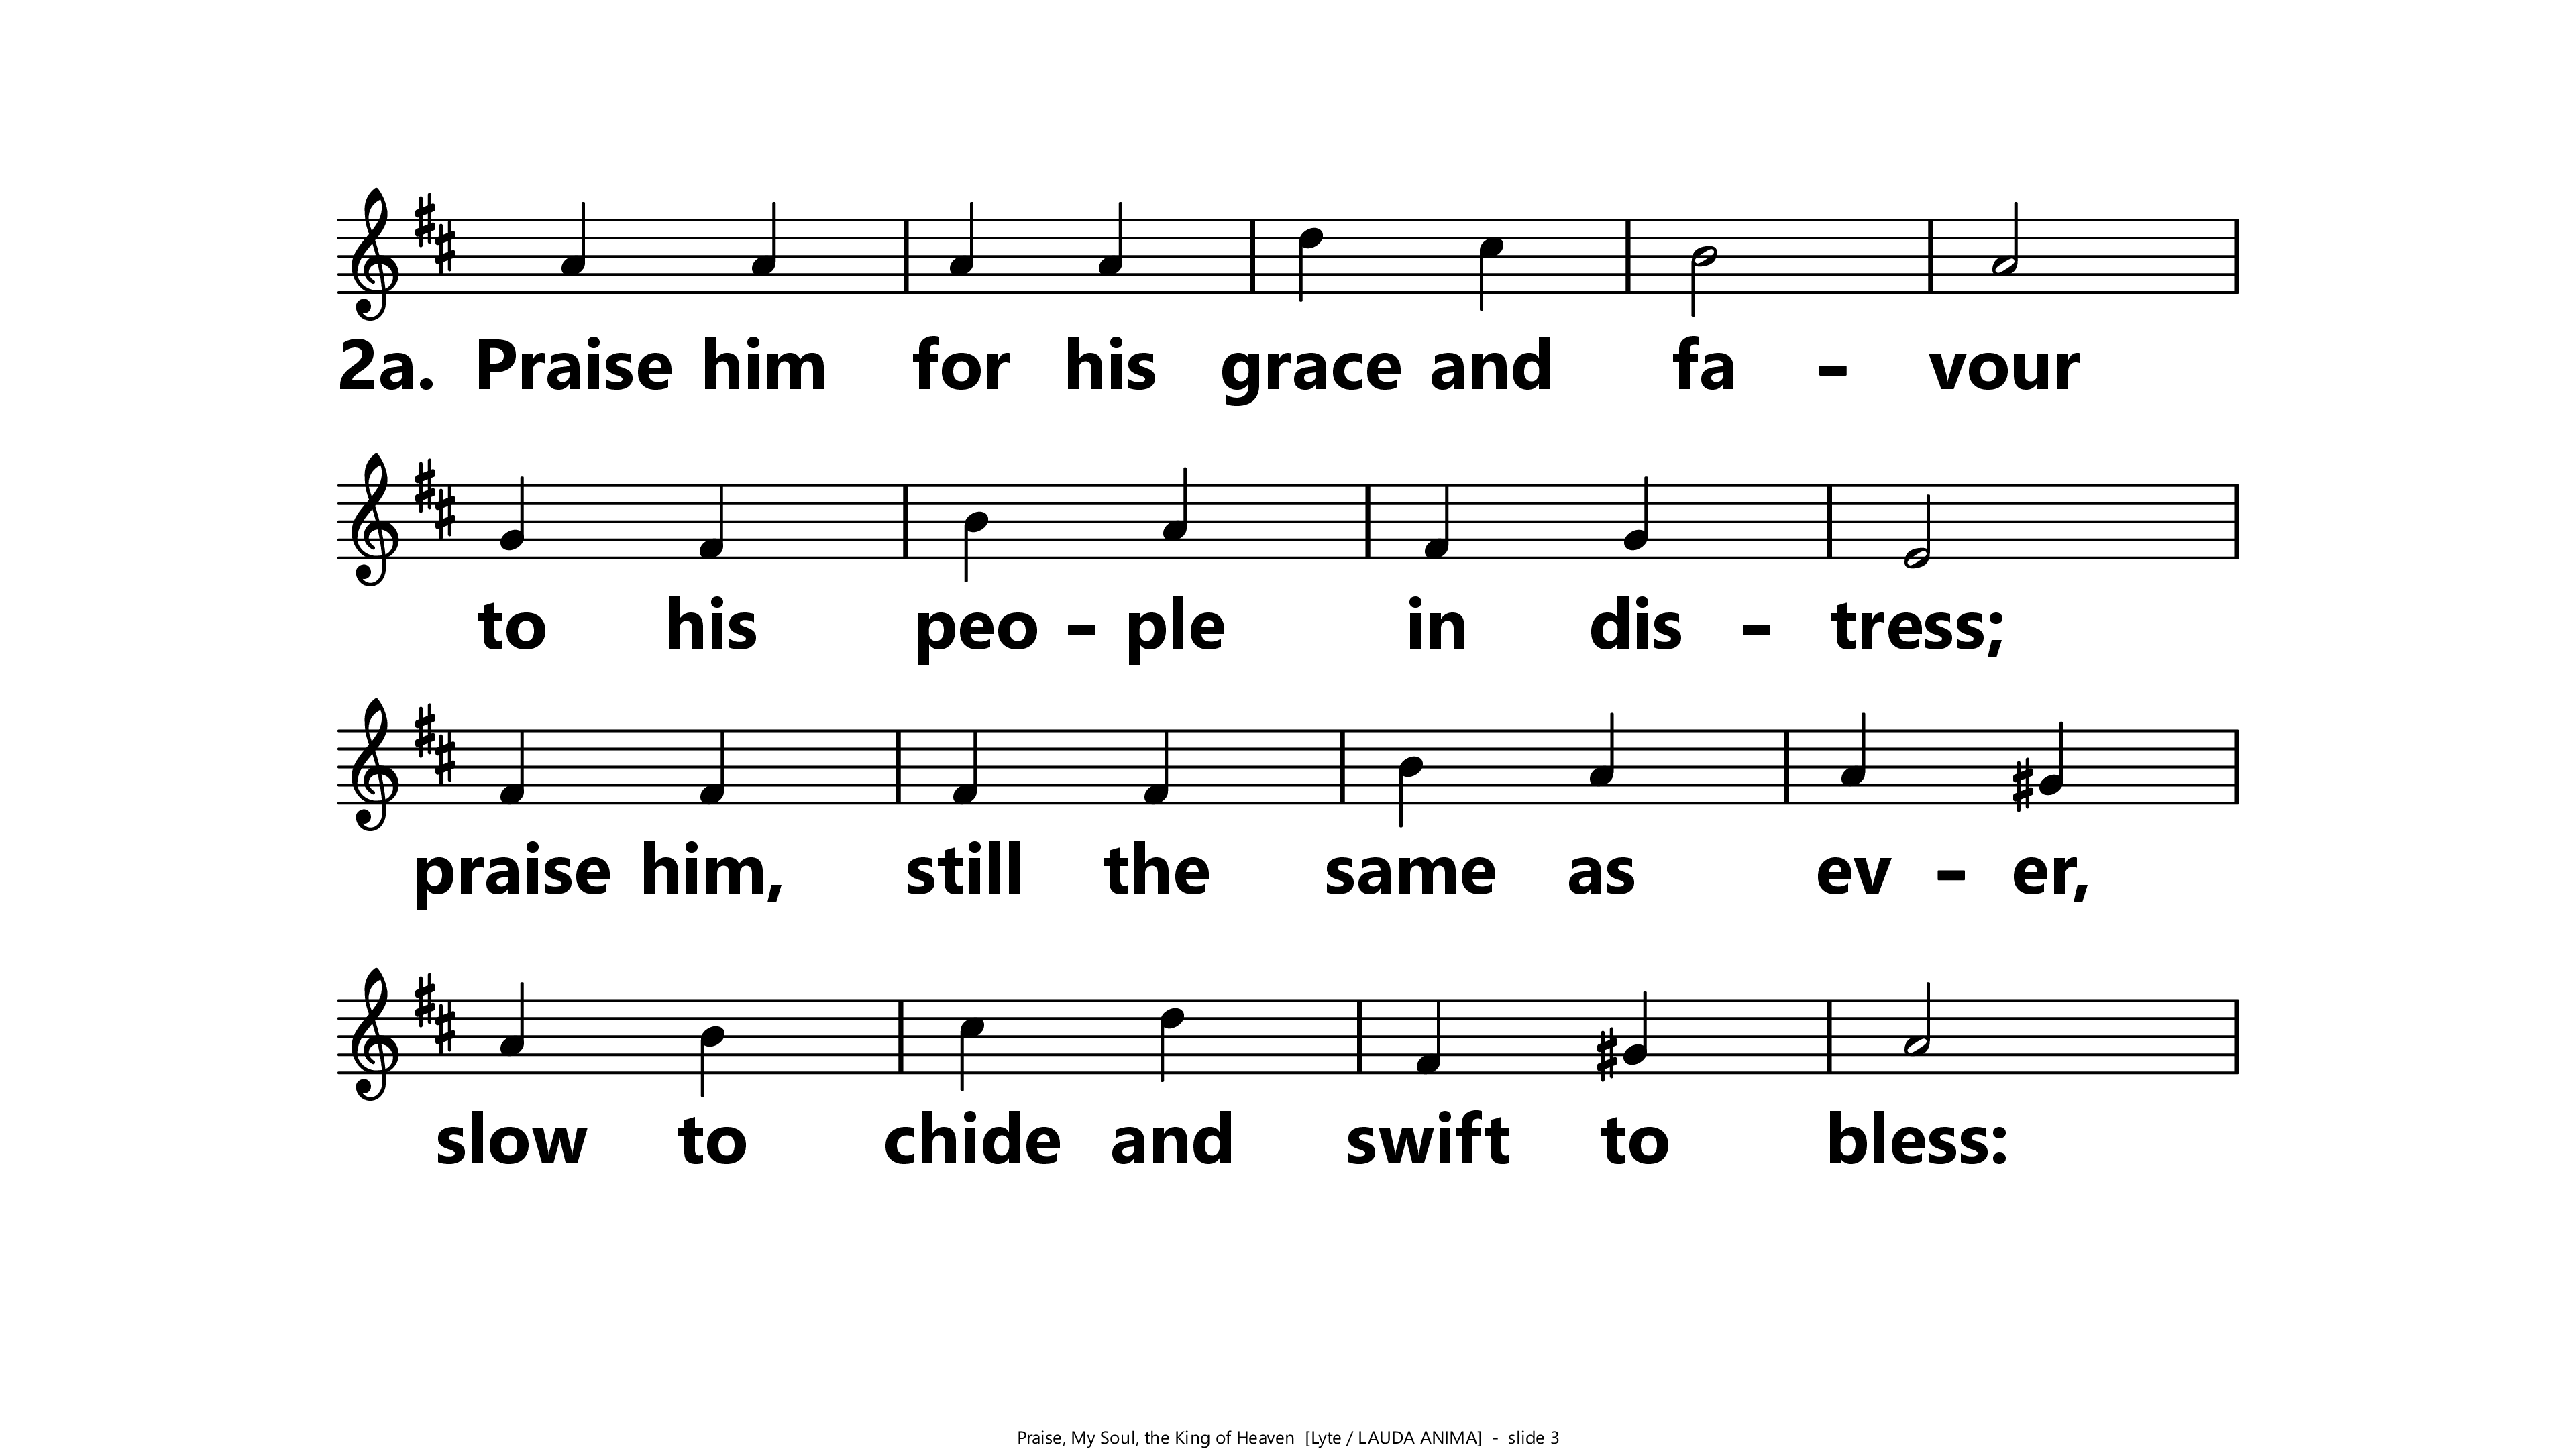 2a. Praise him for his grace and fa - vour
to his peo - ple in dis - tress;
praise him, still the same as ev - er,
slow to chide and swift to bless:
Praise, My Soul, the King of Heaven [Lyte / LAUDA ANIMA] - slide 3